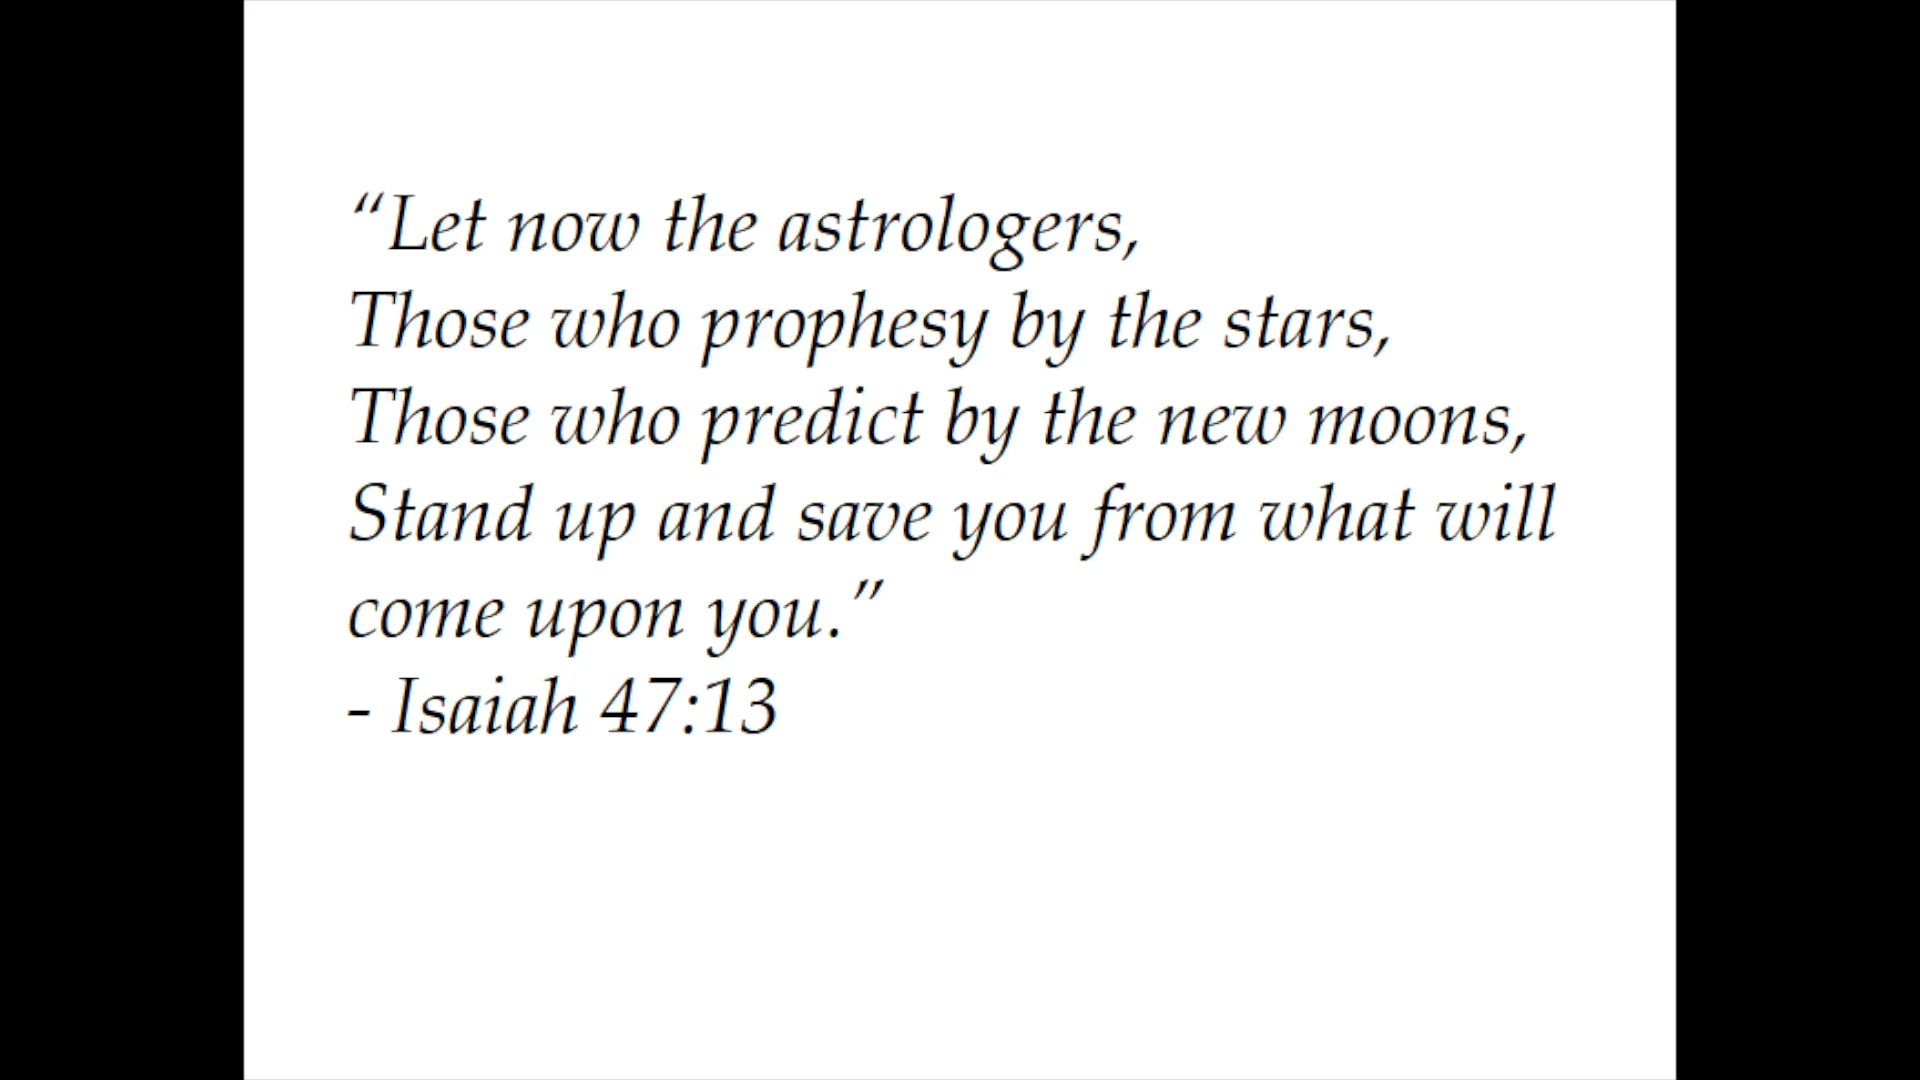 “Let now the astrologers,
Those who prophesy by the stars,
Those who predict by the new moons,
Stand up and save you from what will
come upon you.”
- Isaiah 47:13